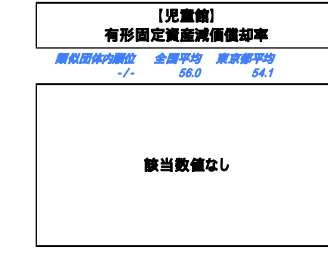 【児童館】
有形固定資産減価償却率
類似団体内順位 全国平均 東京都平均
-/- 56.0 54.1
該当数値なし